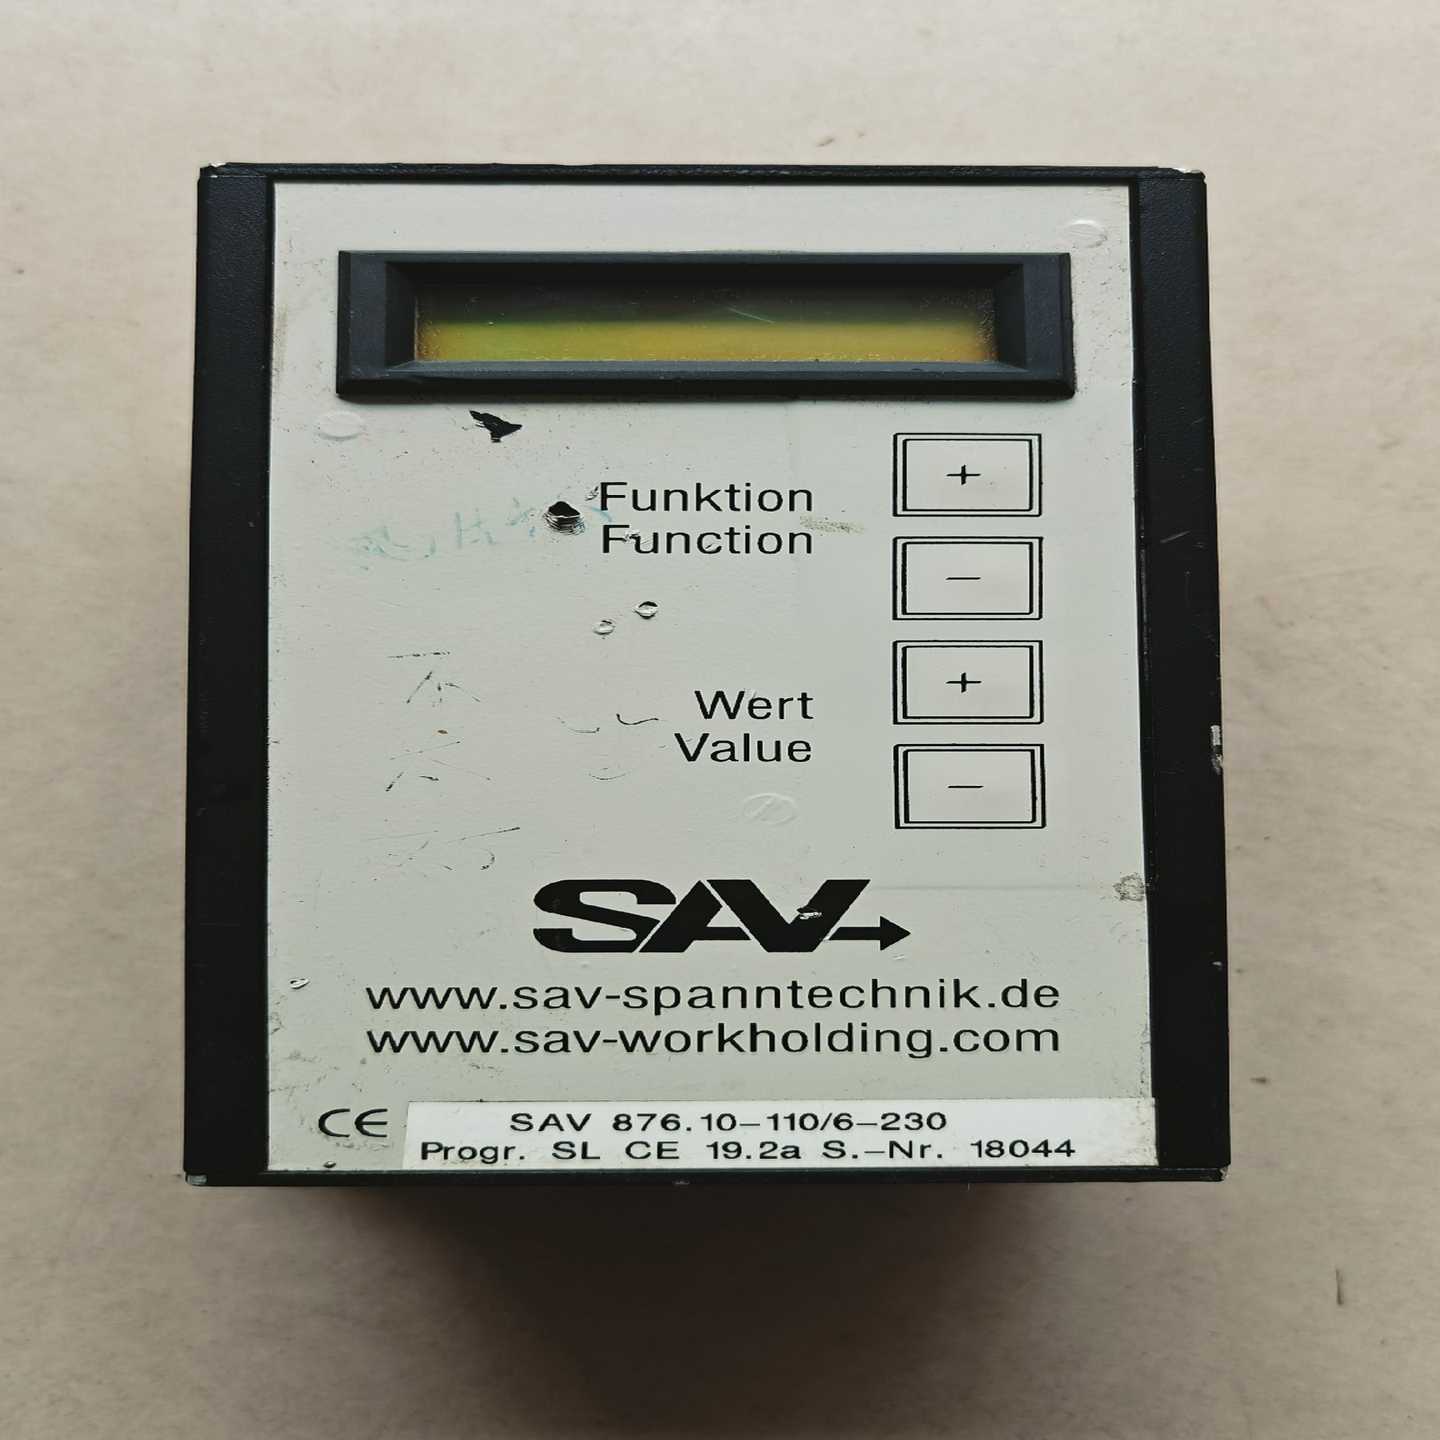 Funktion
Function
+
-
Wert
Value
+
-
SAV
www.sav-spanntechnik.de
www.sav-workholding.com
CE
SAV 876.10-110/6-230
Progr. SL CE 19.2a S.-Nr. 18044